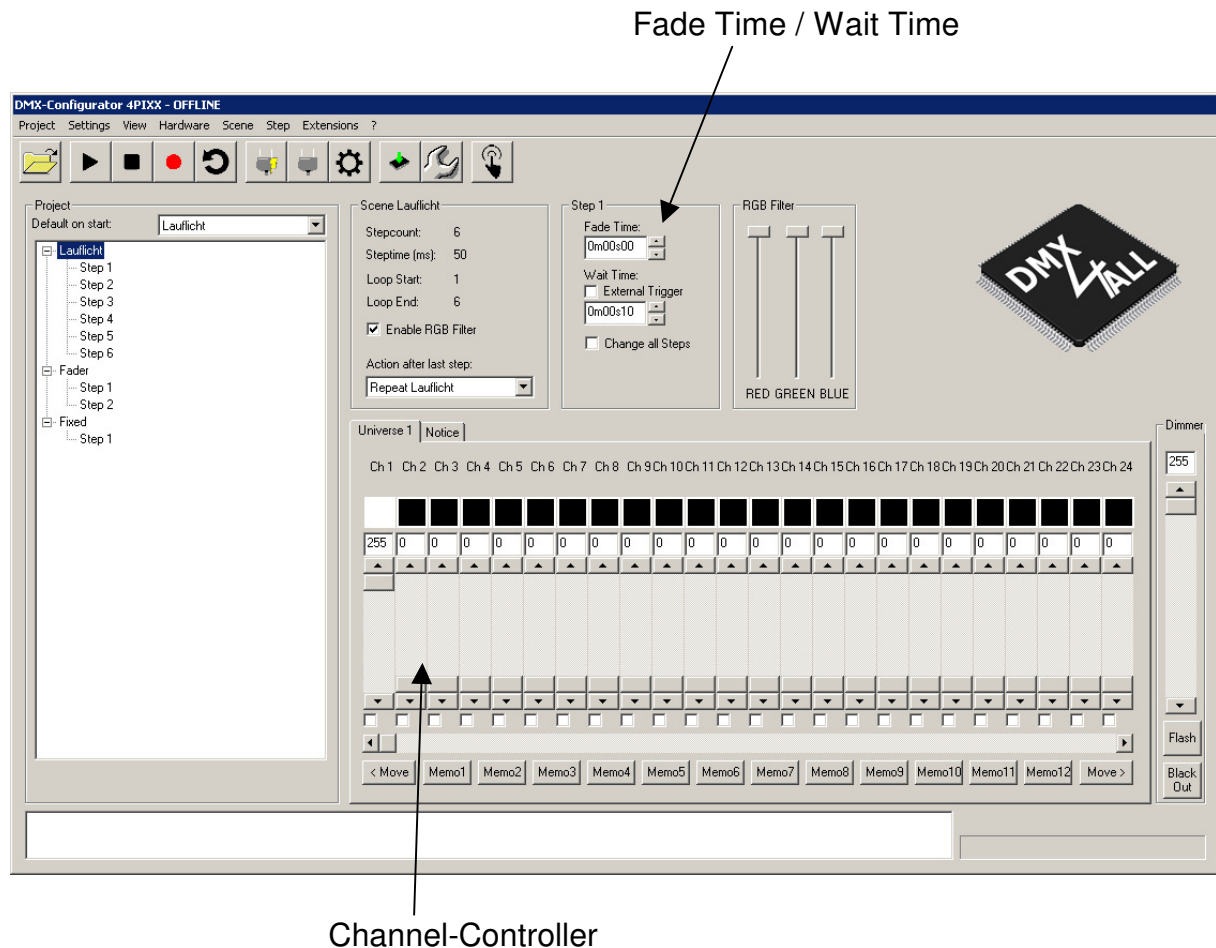 Fade Time / Wait Time
DMX-Configurator 4PIXX - OFFLINE
Project Settings View Hardware Scene Step Extensions ?
Project
Default on start: Lauflicht
Lauflicht
Step 1
Step 2
Step 3
Step 4
Step 5
Step 6
Fader
Step 1
Step 2
Fixed
Step 1
Scene Lauflicht
Stepcount: 6
Steptime (ms): 50
Loop Start: 1
Loop End: 6
Enable RGB Filter
Action after last step:
Repeat Lauflicht
Step 1
Fade Time:
0m00s00
Wait Time:
External Trigger
0m00s10
Change all Steps
RGB Filter
RED GREEN BLUE
DMX4ALL
Universe 1 Notice
Ch 1 Ch 2 Ch 3 Ch 4 Ch 5 Ch 6 Ch 7 Ch 8 Ch 9 Ch 10 Ch 11 Ch 12 Ch 13 Ch 14 Ch 15 Ch 16 Ch 17 Ch 18 Ch 19 Ch 20 Ch 21 Ch 22 Ch 23 Ch 24
255 0 0 0 0 0 0 0 0 0 0 0 0 0 0 0 0 0 0 0 0 0 0 0
< Move Memo1 Memo2 Memo3 Memo4 Memo5 Memo6 Memo7 Memo8 Memo9 Memo10 Memo11 Memo12 Move >
Dimmer
255
Flash
Black
Out
Channel-Controller